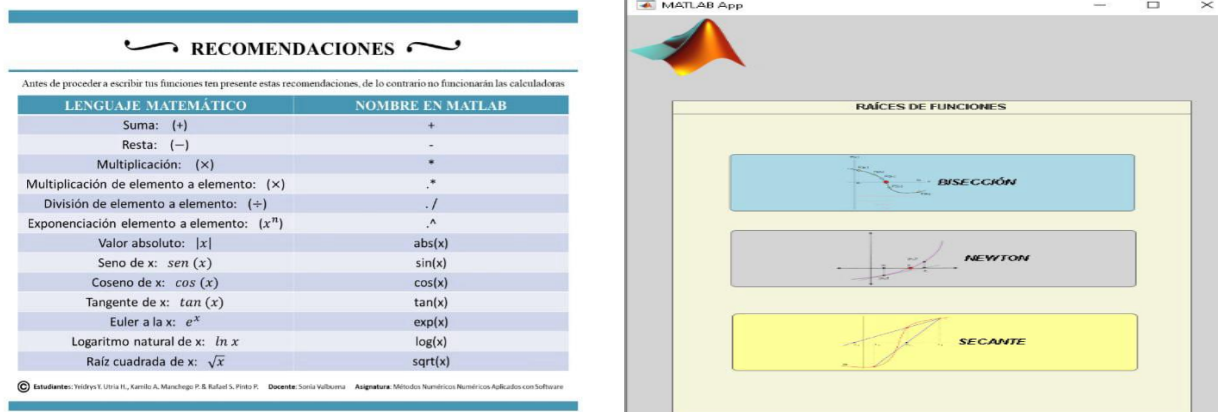 RECOMENDACIONES
Antes de proceder a escribir tus funciones ten presente estas recomendaciones, de lo contrario no funcionarán las calculadoras
LENGUAJE MATEMÁTICO NOMBRE EN MATLAB
Suma: (+) +
Resta: (−) -
Multiplicación: (×) *
Multiplicación de elemento a elemento: (×) .*
División de elemento a elemento: (÷) . /
Exponenciación elemento a elemento: (xⁿ) .^
Valor absoluto: |x| abs(x)
Seno de x: sen (x) sin(x)
Coseno de x: cos (x) cos(x)
Tangente de x: tan (x) tan(x)
Euler a la x: eˣ exp(x)
Logaritmo natural de x: ln x log(x)
Raíz cuadrada de x: √x sqrt(x)
© Estudiantes: Yeidrys Y. Utria H., Kamilo A. Manchego P. & Rafael S. Pinto P. Docente: Sonia Valbuena Asignatura: Métodos Numéricos Numéricos Aplicados con Software
MATLAB App
RAÍCES DE FUNCIONES
BISECCIÓN
NEWTON
SECANTE